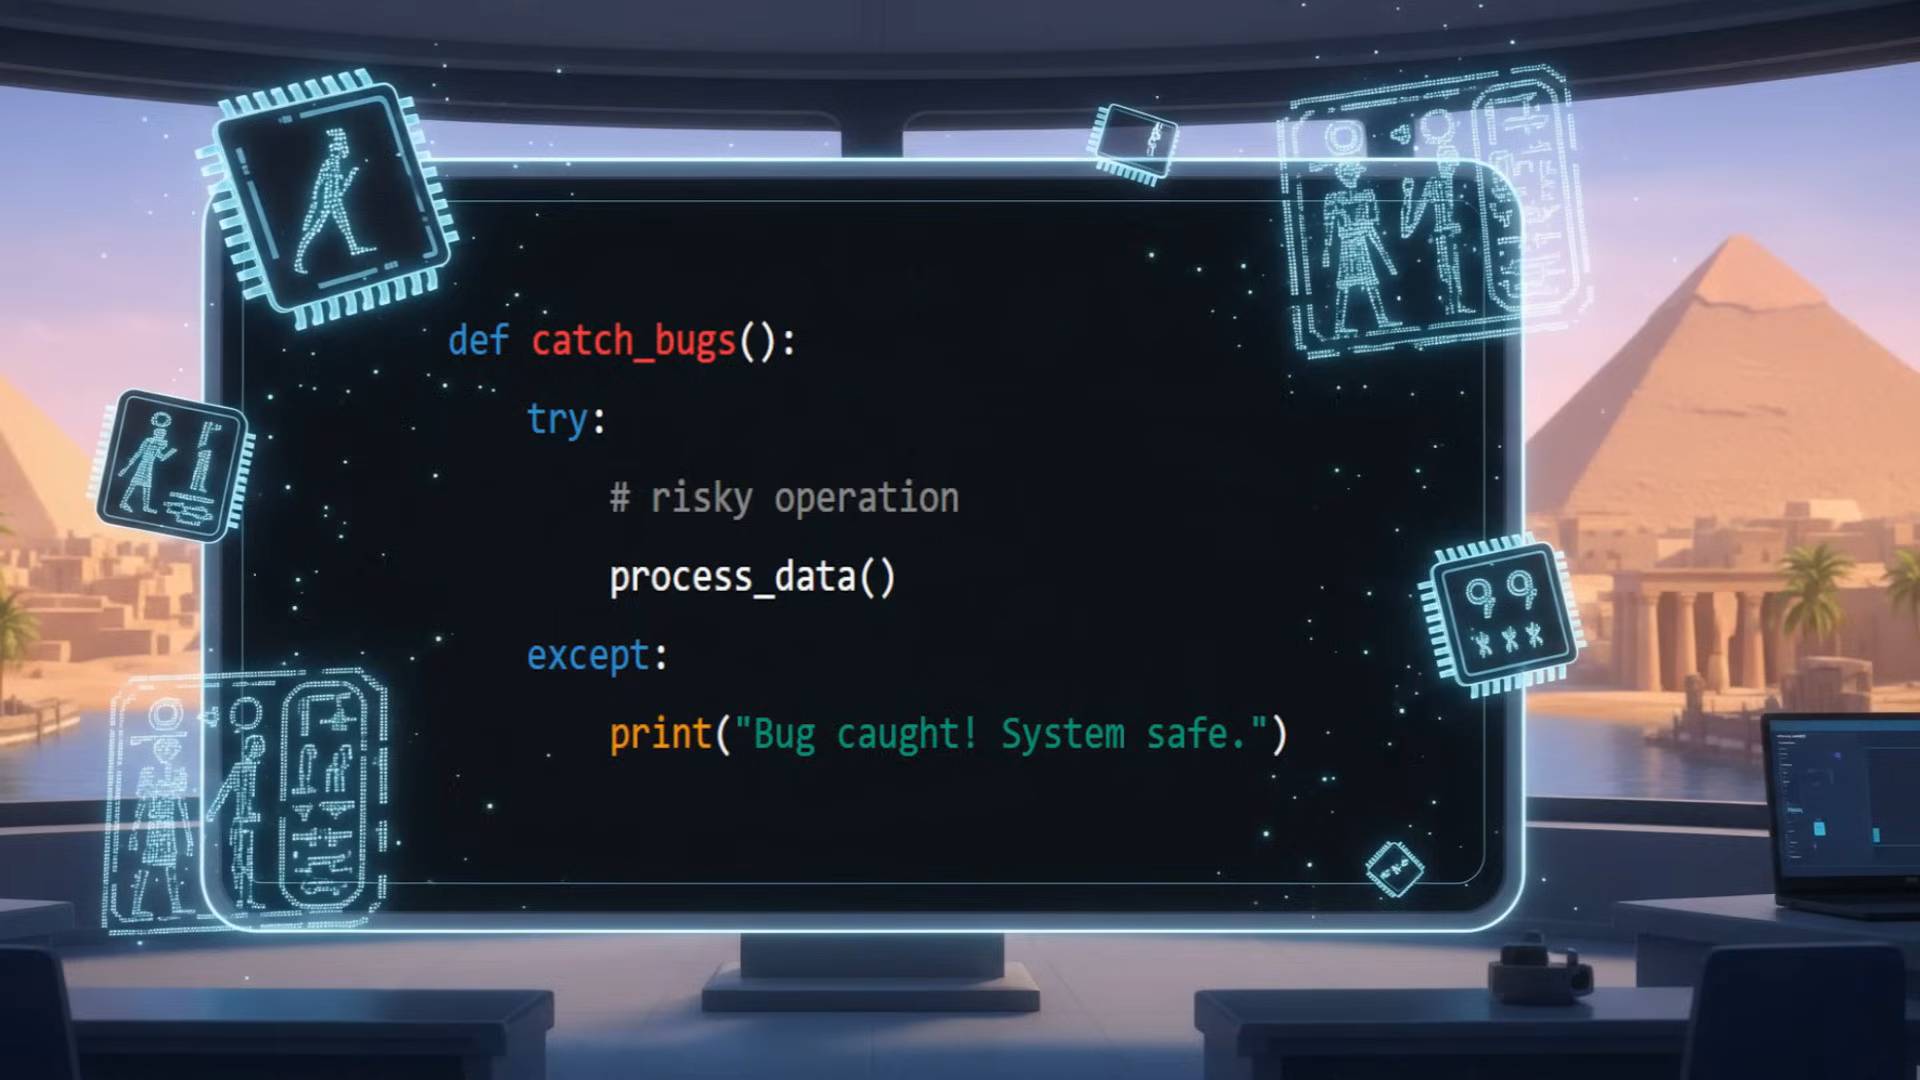 def catch_bugs():
try:
# risky operation
process_data()
except:
print("Bug caught! System safe.")